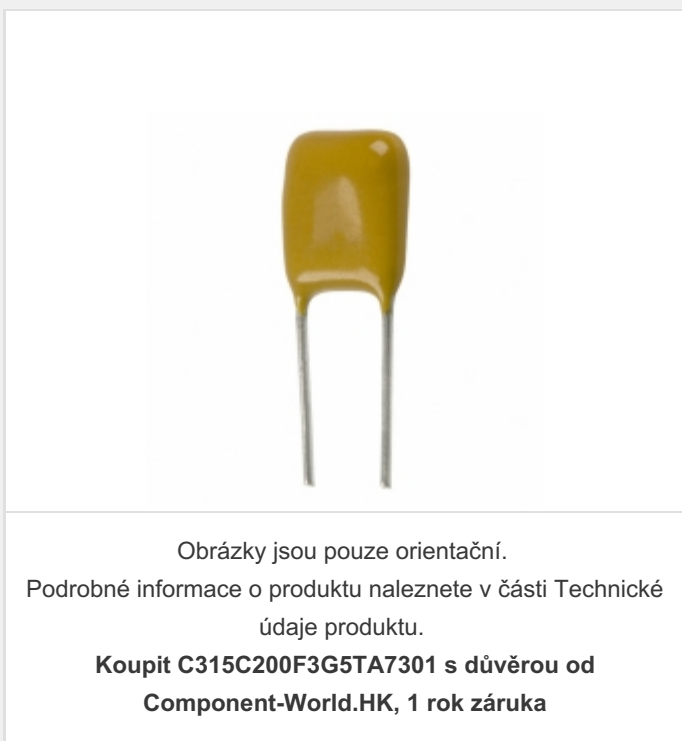 Obrázky jsou pouze orientační.
Podrobné informace o produktu naleznete v části Technické
údaje produktu.
Koupit C315C200F3G5TA7301 s důvěrou od
Component-World.HK, 1 rok záruka